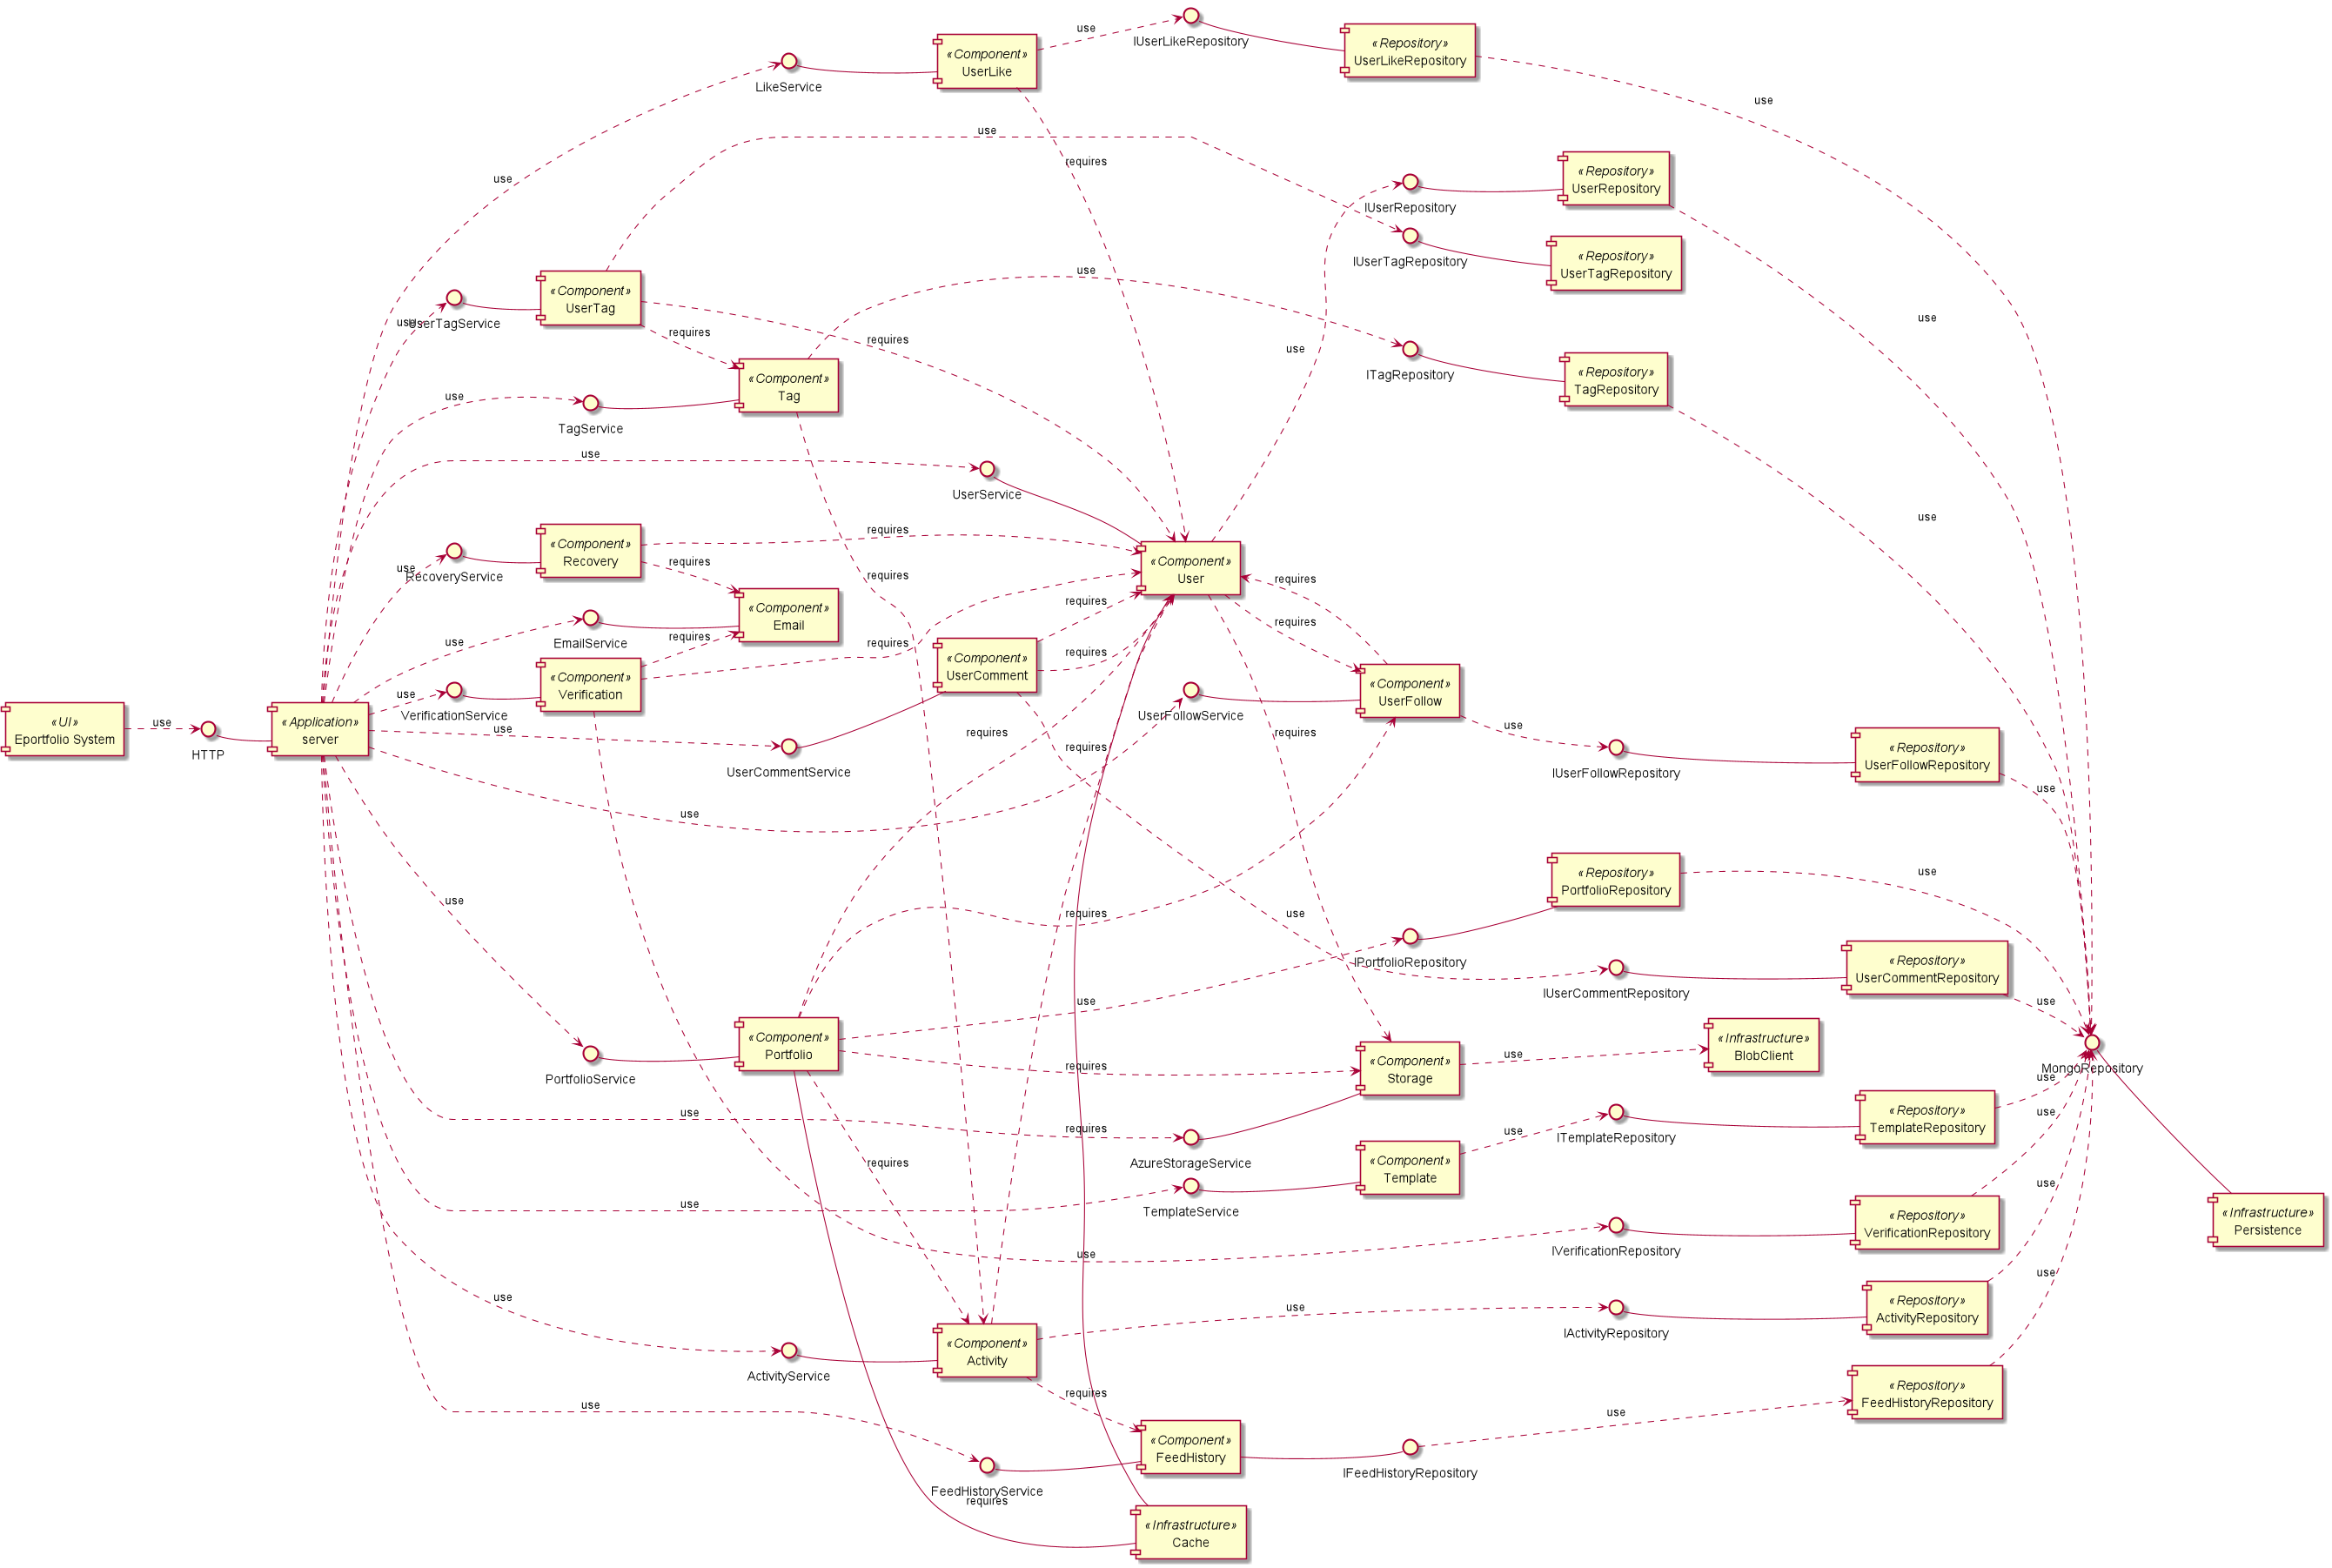 «UI»
Eportfolio System
use
HTTP
«Application»
server
use
LikeService
«Component»
UserLike
use
IUserLikeRepository
«Repository»
UserLikeRepository
use
requires
use
UserTagService
«Component»
UserTag
use
IUserTagRepository
«Repository»
UserTagRepository
requires
requires
use
TagService
«Component»
Tag
use
ITagRepository
«Repository»
TagRepository
use
requires
use
UserService
«Component»
User
use
IUserRepository
«Repository»
UserRepository
use
requires
requires
requires
use
RecoveryService
«Component»
Recovery
requires
requires
use
EmailService
«Component»
Email
use
VerificationService
«Component»
Verification
requires
requires
use
UserCommentService
«Component»
UserComment
requires
requires
requires
use
use
UserFollowService
«Component»
UserFollow
use
IUserFollowRepository
«Repository»
UserFollowRepository
use
use
PortfolioService
«Component»
Portfolio
requires
requires
use
IPortfolioRepository
«Repository»
PortfolioRepository
use
requires
requires
requires
IUserCommentRepository
«Repository»
UserCommentRepository
use
MongoRepository
«Infrastructure»
Persistence
use
AzureStorageService
requires
«Component»
Storage
use
«Infrastructure»
BlobClient
use
TemplateService
«Component»
Template
use
ITemplateRepository
«Repository»
TemplateRepository
use
use
IVerificationRepository
«Repository»
VerificationRepository
use
use
ActivityService
«Component»
Activity
use
IActivityRepository
«Repository»
ActivityRepository
use
requires
use
FeedHistoryService
«Component»
FeedHistory
IFeedHistoryRepository
use
«Repository»
FeedHistoryRepository
use
«Infrastructure»
Cache